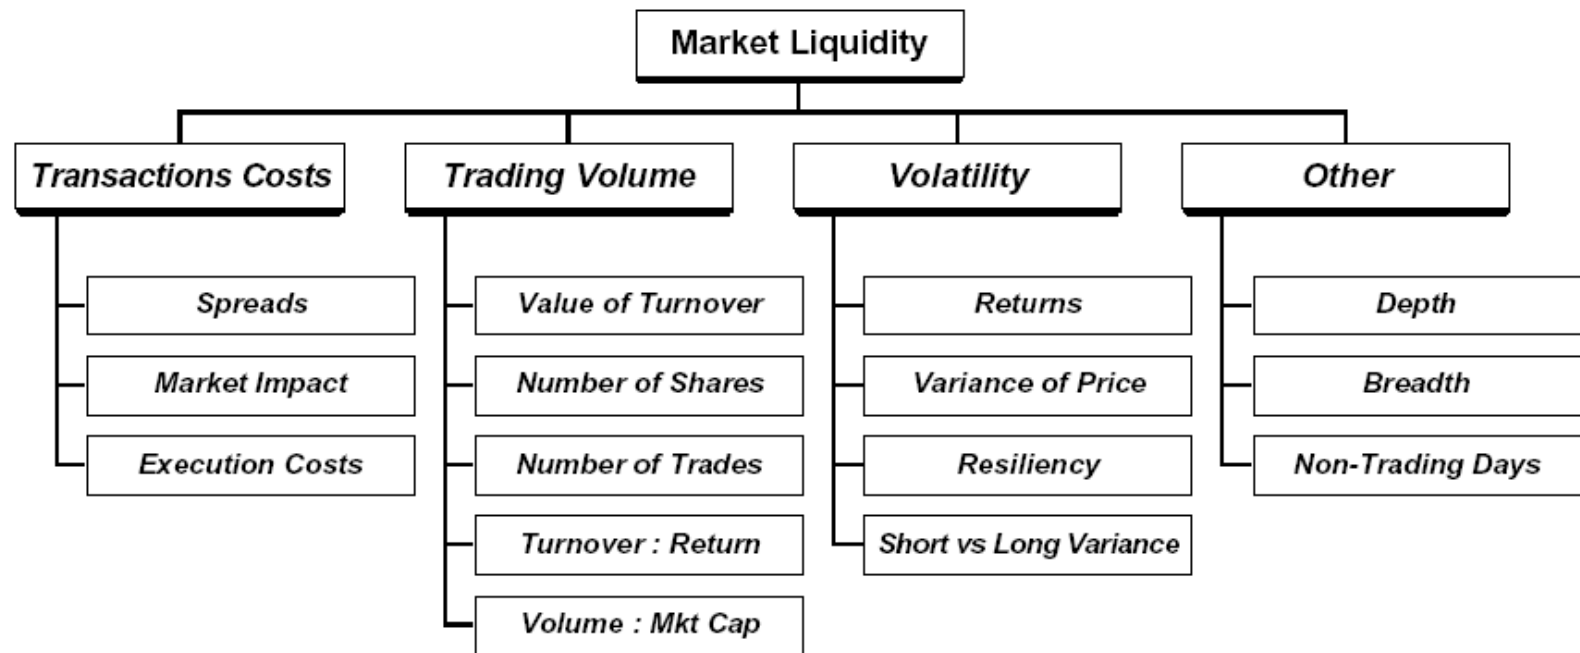 Market Liquidity
Transactions Costs
Trading Volume
Volatility
Other
Spreads
Value of Turnover
Returns
Depth
Market Impact
Number of Shares
Variance of Price
Breadth
Execution Costs
Number of Trades
Resiliency
Non-Trading Days
Turnover : Return
Short vs Long Variance
Volume : Mkt Cap